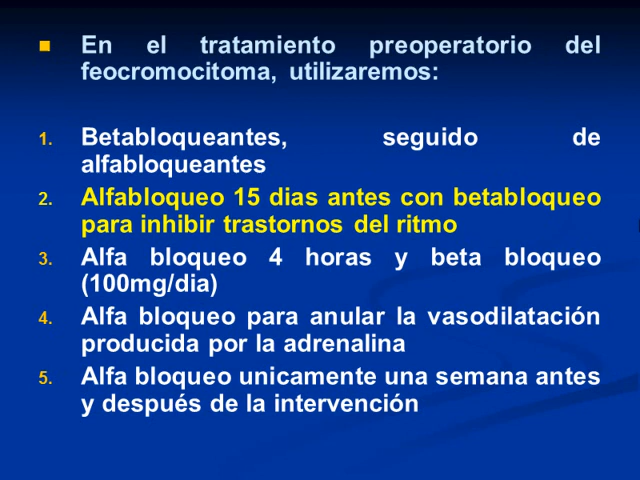 En el tratamiento preoperatorio del
feocromocitoma, utilizaremos:
1. Betabloqueantes, seguido de
alfabloqueantes
2. Alfabloqueo 15 dias antes con betabloqueo
para inhibir trastornos del ritmo
3. Alfa bloqueo 4 horas y beta bloqueo
(100mg/dia)
4. Alfa bloqueo para anular la vasodilatación
producida por la adrenalina
5. Alfa bloqueo unicamente una semana antes
y después de la intervención